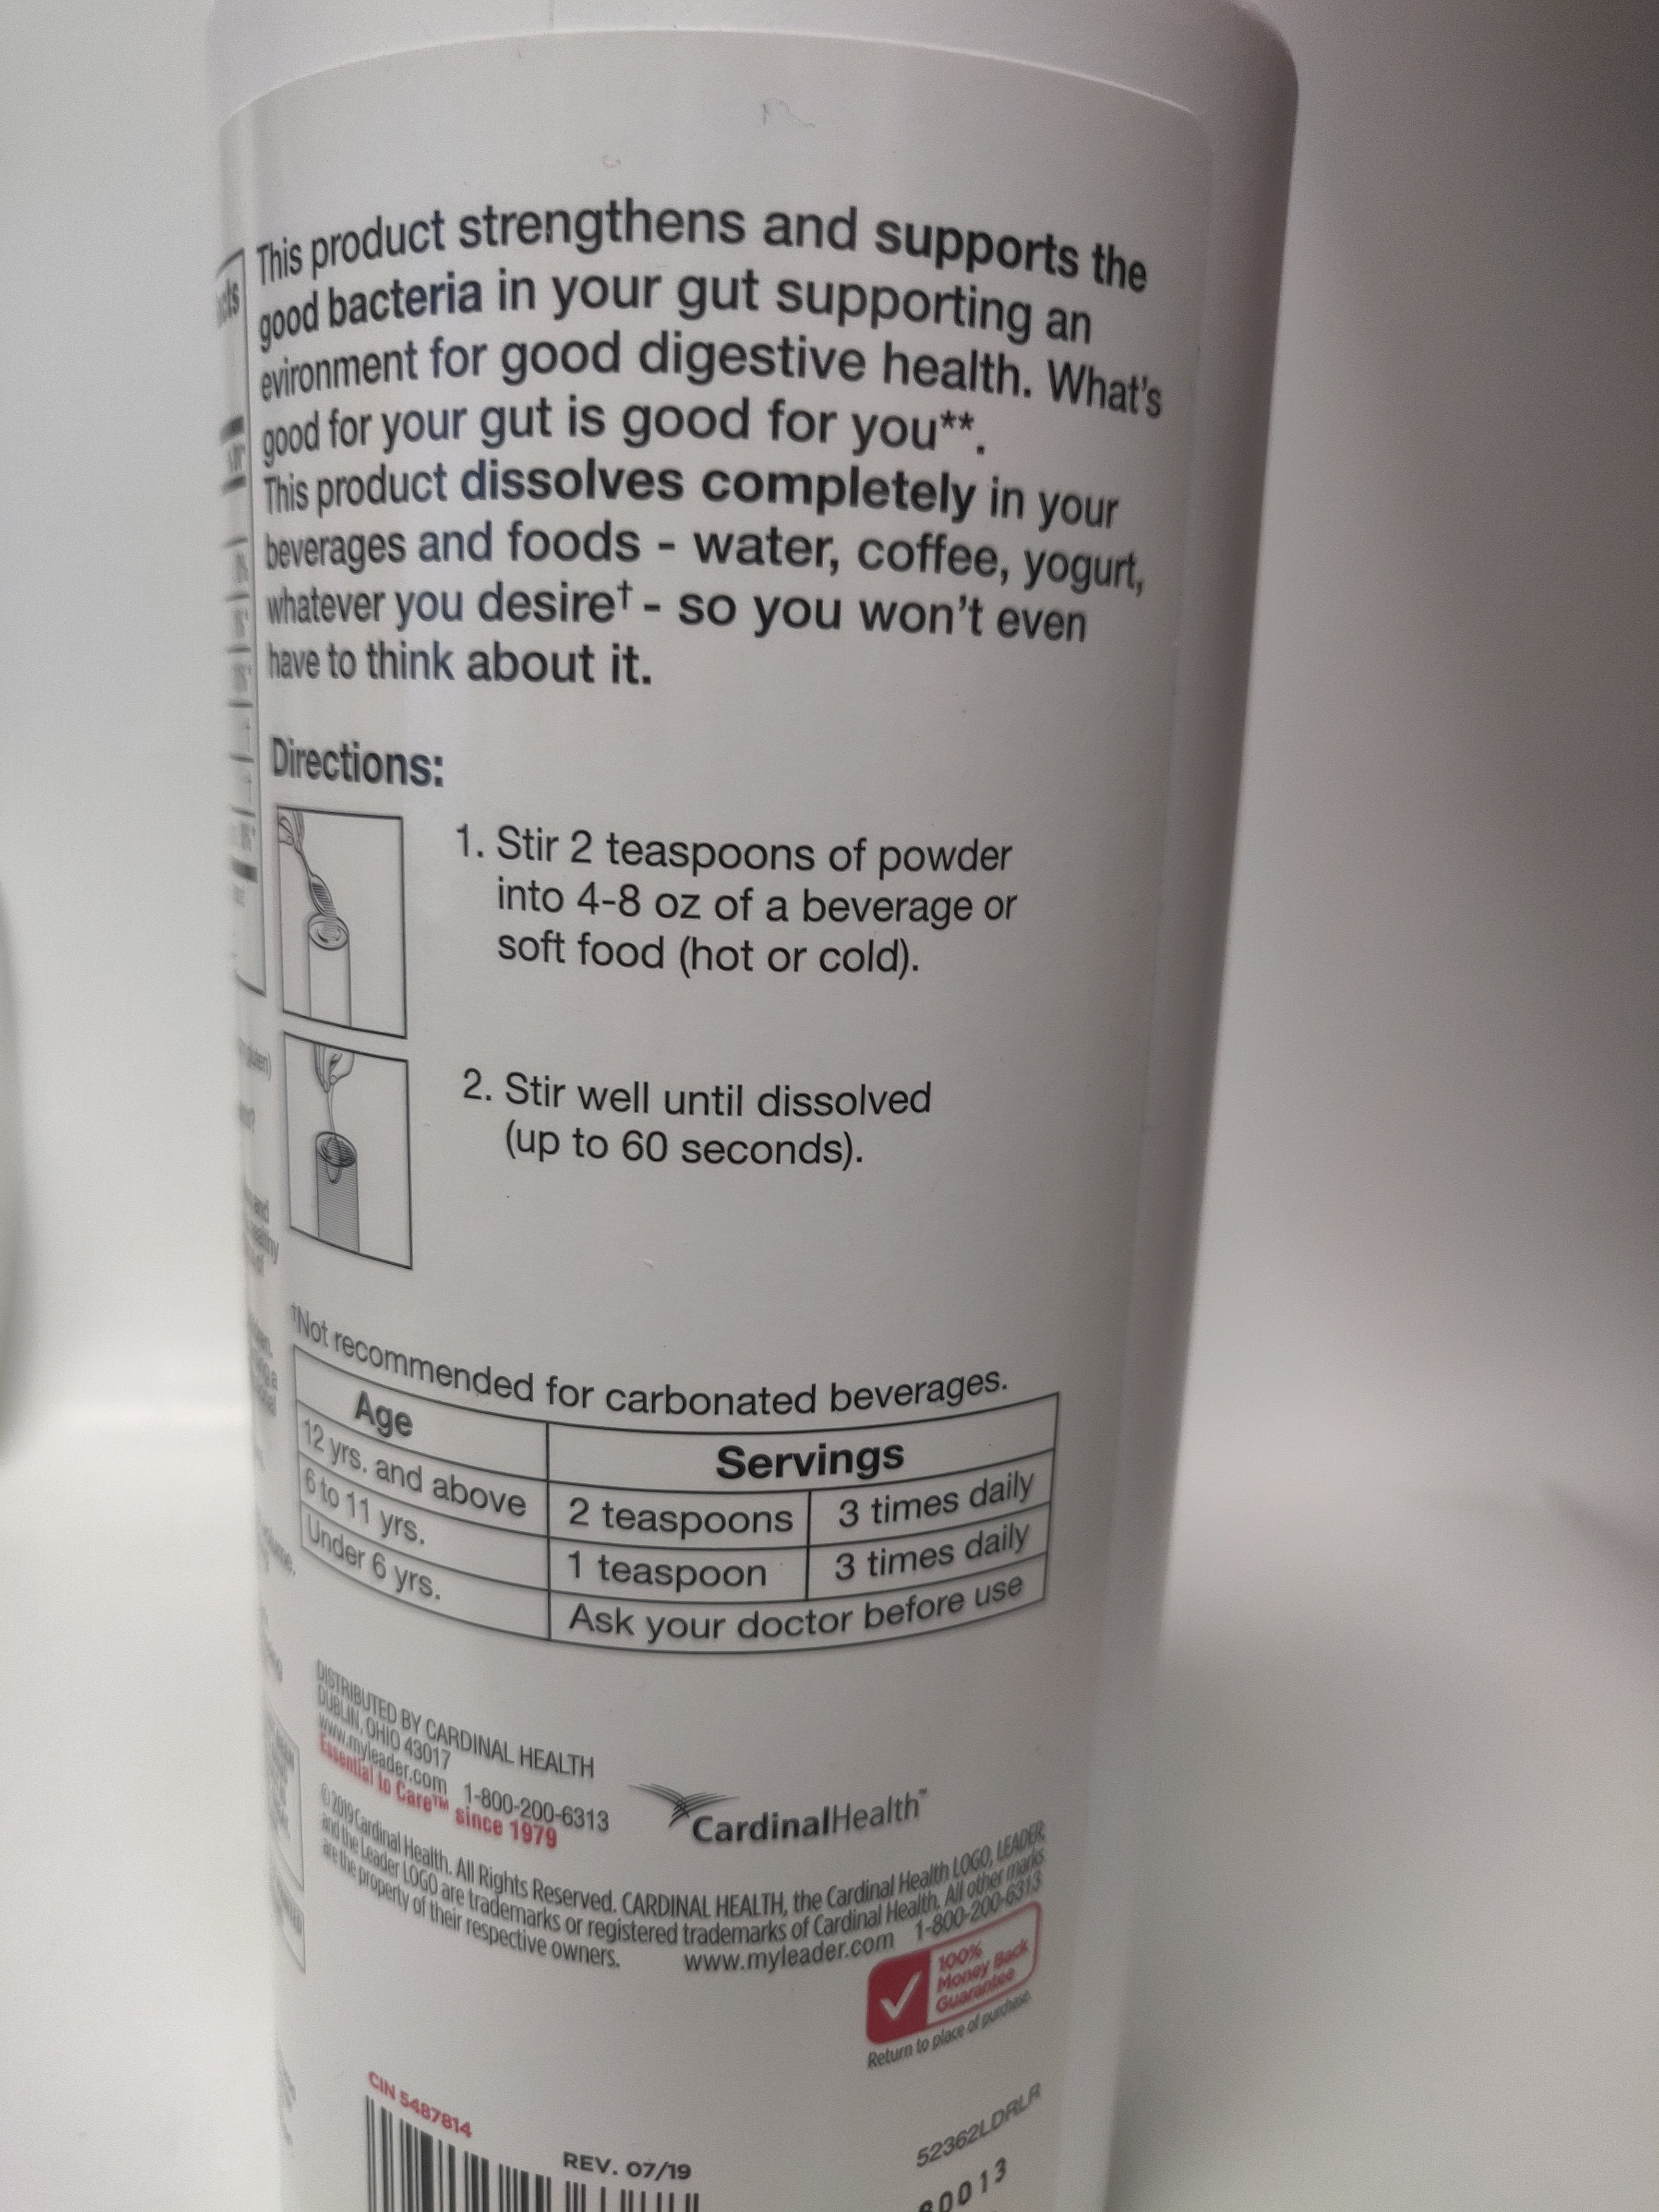 This product strengthens and supports the
good bacteria in your gut supporting an
evironment for good digestive health. What's
good for your gut is good for you**.
This product dissolves completely in your
beverages and foods - water, coffee, yogurt,
whatever you desire† - so you won't even
have to think about it.
Directions:
1. Stir 2 teaspoons of powder
into 4-8 oz of a beverage or
soft food (hot or cold).
2. Stir well until dissolved
(up to 60 seconds).
†Not recommended for carbonated beverages.
Age Servings
12 yrs. and above 2 teaspoons 3 times daily
6 to 11 yrs. 1 teaspoon 3 times daily
Under 6 yrs. Ask your doctor before use
DISTRIBUTED BY CARDINAL HEALTH
DUBLIN, OHIO 43017
www.myleader.com 1-800-200-6313
Essential to Care™ since 1979
CardinalHealth™
©2019 Cardinal Health. All Rights Reserved. CARDINAL HEALTH, the Cardinal Health LOGO, LEADER,
and the Leader LOGO are trademarks or registered trademarks of Cardinal Health. All other marks
are the property of their respective owners. www.myleader.com 1-800-200-6313
100%
Money Back
Guarantee
Return to place of purchase.
CIN 5487814
REV. 07/19
52362LDRLR
80013